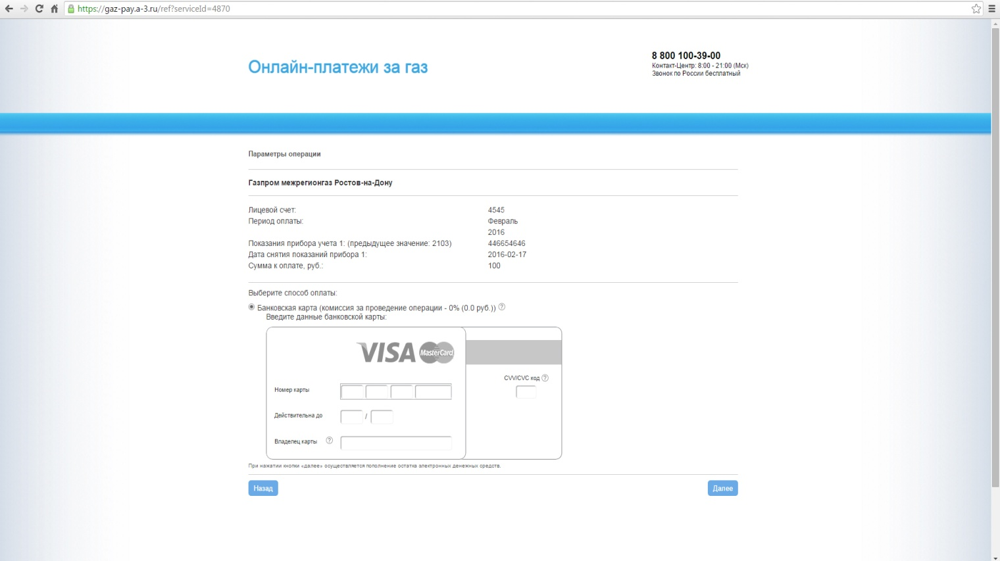 https://gaz-pay.a-3.ru/ref?serviceId=4870
Онлайн-платежи за газ
8 800 100-39-00
Контакт-Центр: 8:00 - 21:00 (Мск)
Звонок по России бесплатный
Параметры операции
Газпром межрегионгаз Ростов-на-Дону
Лицевой счет: 4545
Период оплаты: Февраль
2016
Показания прибора учета 1: (предыдущее значение: 2103) 446654646
Дата снятия показаний прибора 1: 2016-02-17
Сумма к оплате, руб.: 100
Выберите способ оплаты:
Банковская карта (комиссия за проведение операции - 0% (0.0 руб.)) ?
Введите данные банковской карты:
VISA MasterCard
CVV/CVC код ?
Номер карты
Действительна до /
Владелец карты ?
При нажатии кнопки «далее» осуществляется пополнение остатка электронных денежных средств.
Назад Далее